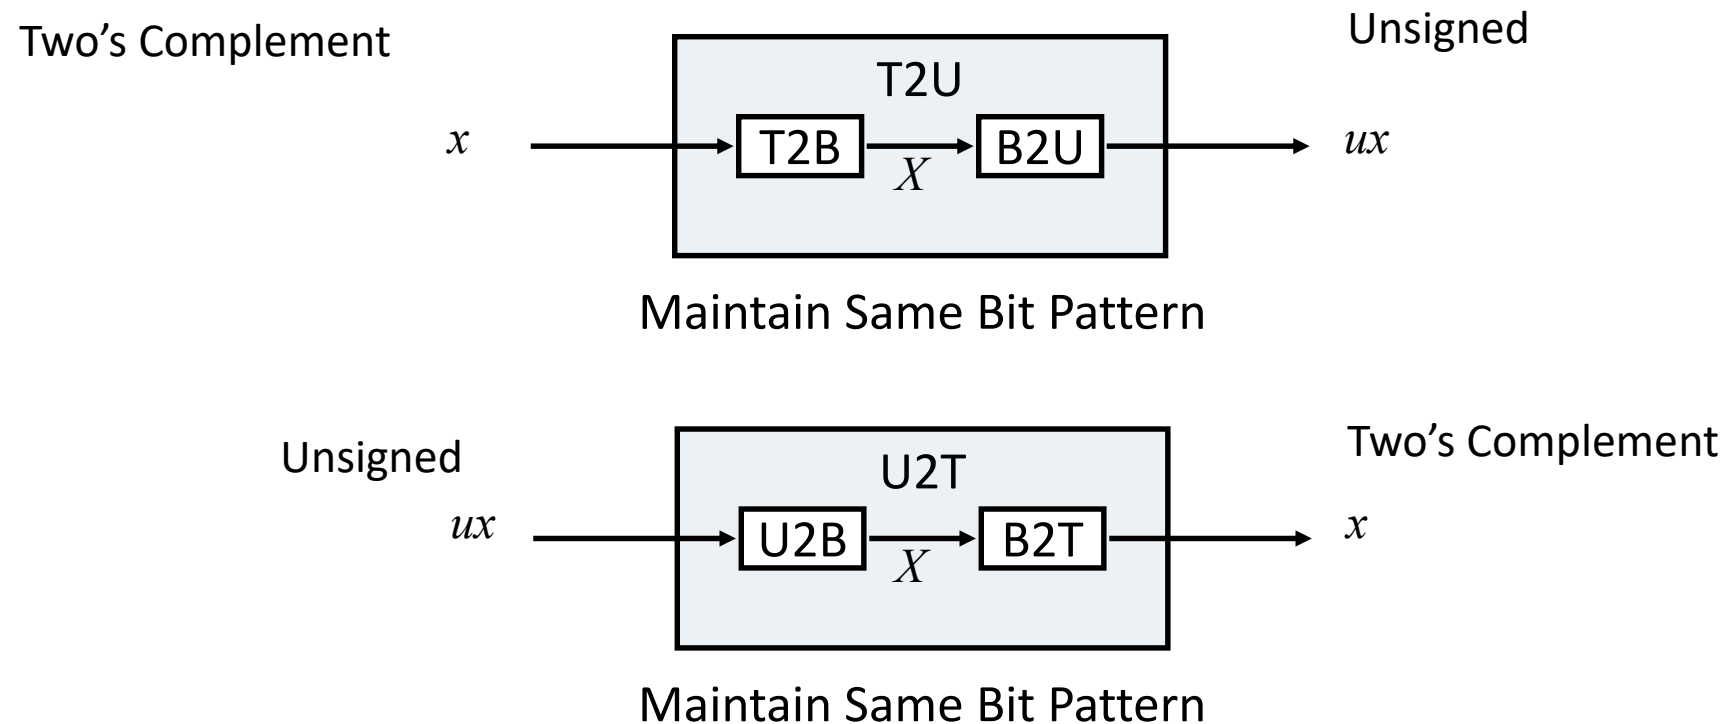 Two’s Complement
Unsigned
T2U
x
T2B
X
B2U
ux
Maintain Same Bit Pattern
Unsigned
Two’s Complement
U2T
ux
U2B
X
B2T
x
Maintain Same Bit Pattern